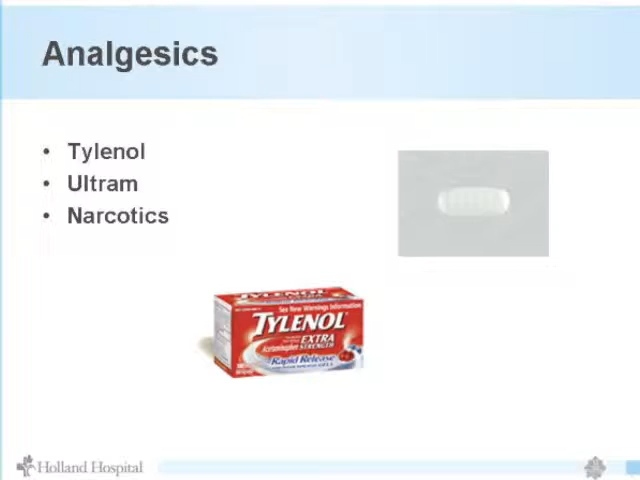 Analgesics
• Tylenol
• Ultram
• Narcotics
See New Warnings Information
TYLENOL
EXTRA
Acetaminophen STRENGTH
Rapid Release
Holland Hospital